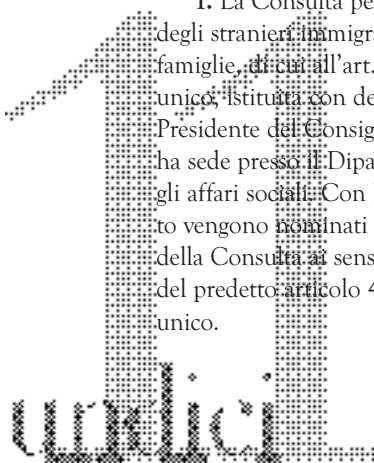 11
1. La Consulta pe
degli stranieri immigra
famiglie, di cui all'art.
unico, istituita con de
Presidente del Consig
ha sede presso il Dipa
gli affari sociali. Con
to vengono nominati
della Consulta ai sens
del predetto articolo 4
unico.
undici